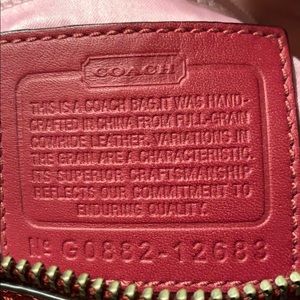 COACH
THIS IS A COACH BAG.IT WAS HAND-
CRAFTED IN CHINA FROM FULL-GRAIN
COWHIDE LEATHER. VARIATIONS IN
THE GRAIN ARE A CHARACTERISTIC.
ITS SUPERIOR CRAFTSMANSHIP
REFLECTS OUR COMMITMENT TO
ENDURING QUALITY.
No G0882-12683